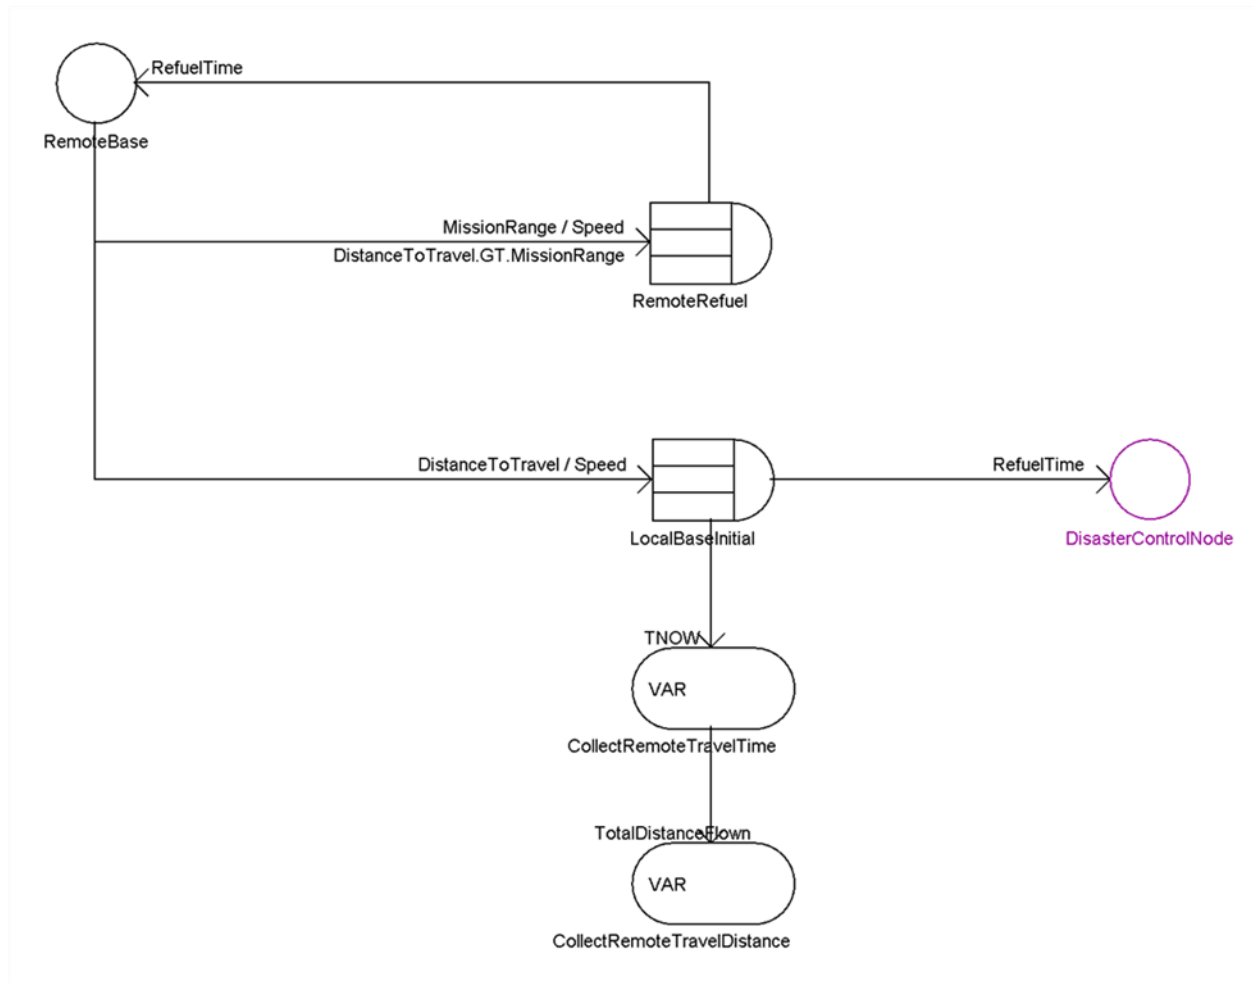 RefuelTime
RemoteBase
MissionRange / Speed
DistanceToTravel.GT.MissionRange
RemoteRefuel
DistanceToTravel / Speed
RefuelTime
LocalBaseInitial
DisasterControlNode
TNOW
VAR
CollectRemoteTravelTime
TotalDistanceFlown
VAR
CollectRemoteTravelDistance